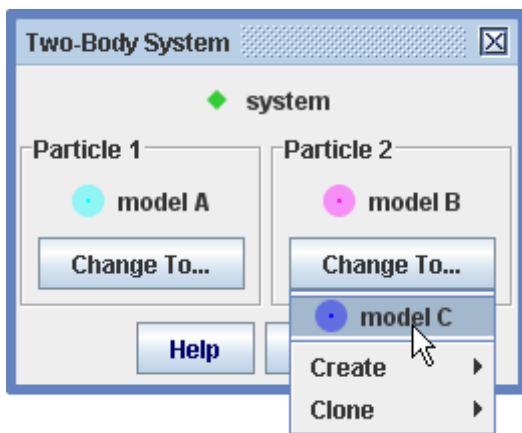 Two-Body System
system
Particle 1
Particle 2
model A
model B
Change To...
Change To...
model C
Help
Create
Clone